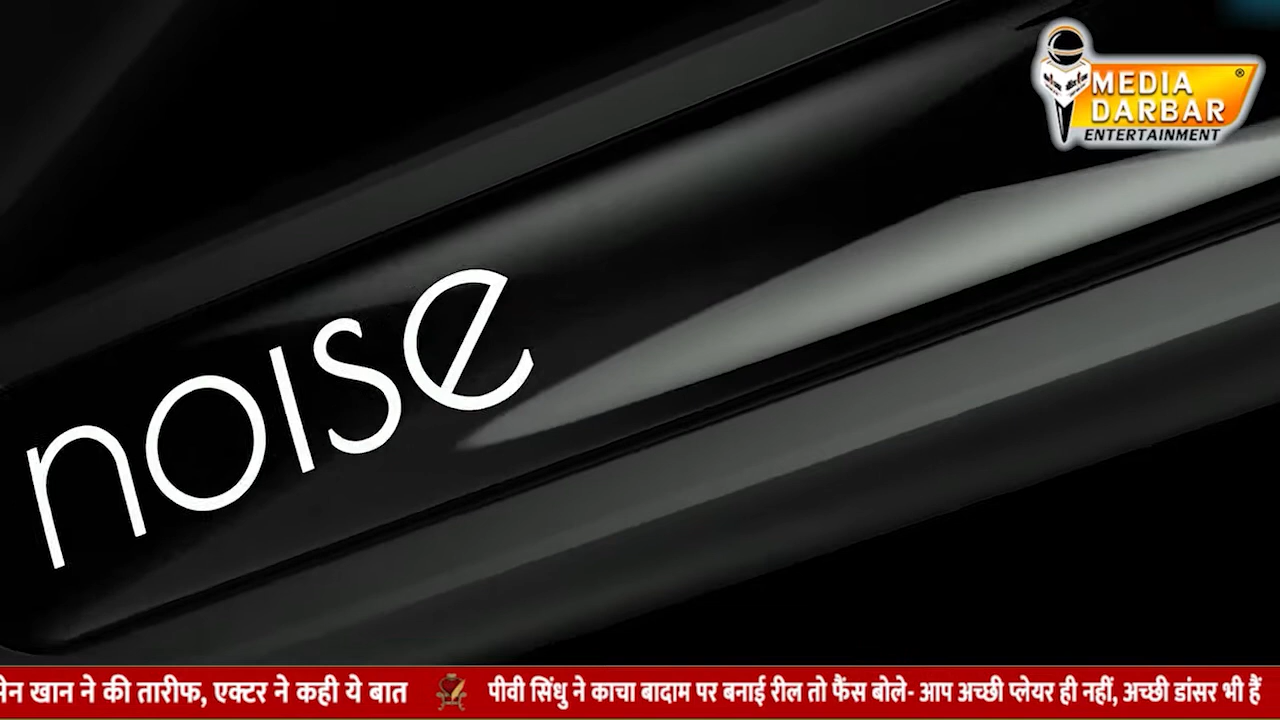 MEDIA
DARBAR
®
ENTERTAINMENT
noise
खान ने की तारीफ, एक्टर ने कही ये बात
पीवी सिंधु ने काचा बादाम पर बनाई रील तो फैंस बोले- आप अच्छी प्लेयर ही नहीं, अच्छी डांसर भी हैं